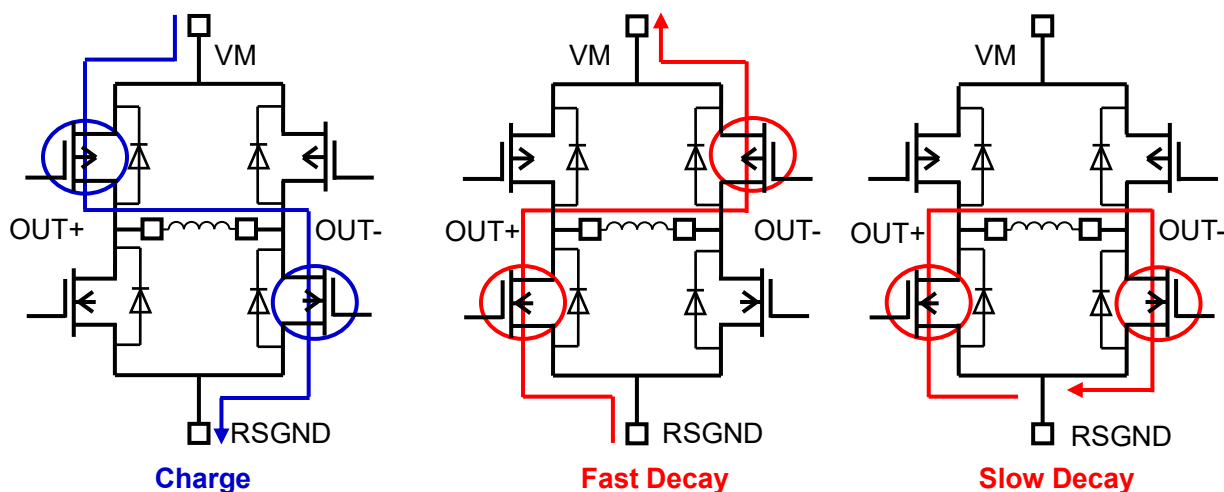 VM
OUT+
OUT-
RSGND
Charge
VM
OUT+
OUT-
RSGND
Fast Decay
VM
OUT+
OUT-
RSGND
Slow Decay